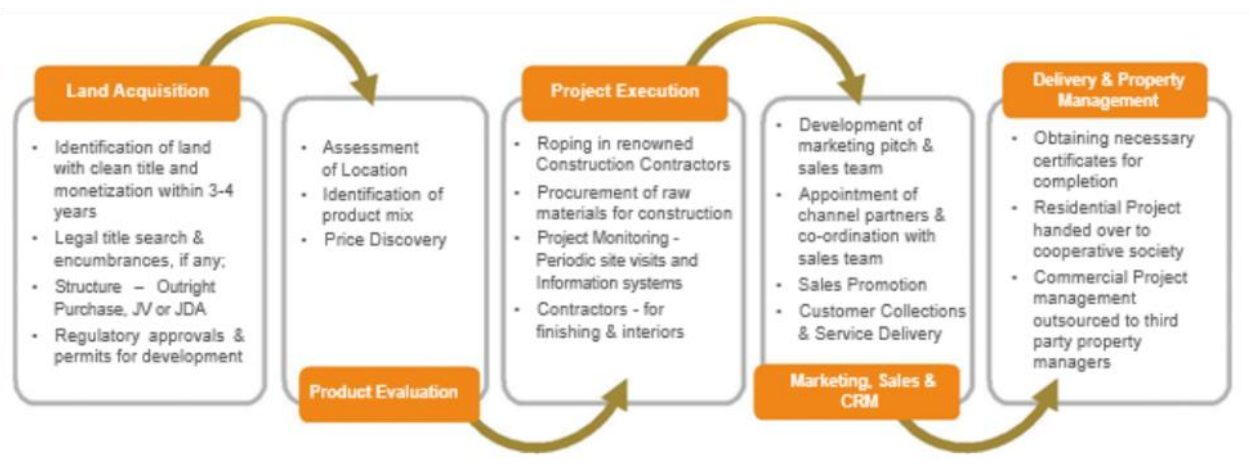 Land Acquisition
• Identification of land
with clean title and
monetization within 3-4
years
• Legal title search &
encumbrances, if any;
• Structure – Outright
Purchase, JV or JDA
• Regulatory approvals &
permits for development
• Assessment
of Location
• Identification of
product mix
• Price Discovery
Product Evaluation
Project Execution
• Roping in renowned
Construction Contractors
• Procurement of raw
materials for construction
• Project Monitoring -
Periodic site visits and
Information systems
• Contractors - for
finishing & interiors
• Development of
marketing pitch &
sales team
• Appointment of
channel partners &
co-ordination with
sales team
• Sales Promotion
• Customer Collections
& Service Delivery
Marketing, Sales &
CRM
Delivery & Property
Management
• Obtaining necessary
certificates for
completion
• Residential Project
handed over to
cooperative society
• Commercial Project
management
outsourced to third
party property
managers